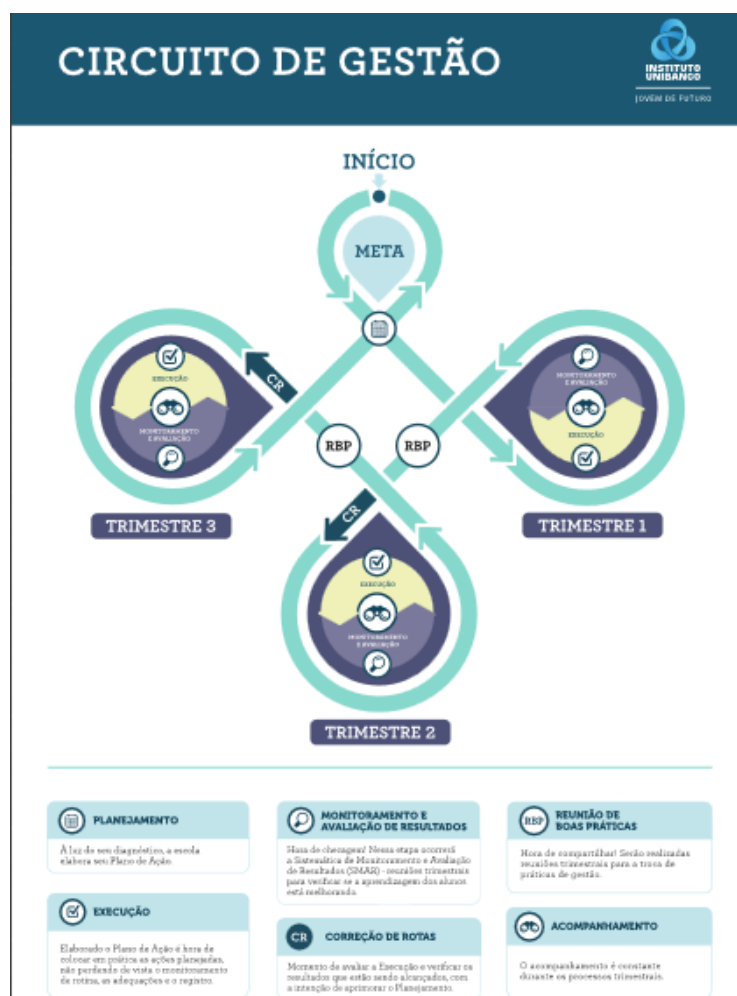 CIRCUITO DE GESTÃO
INSTITUTO
UNIBANCO
JOVEM DE FUTURO
INÍCIO
META
CR
EXECUÇÃO
MONITORAMENTO
E AVALIAÇÃO
RBP
RBP
MONITORAMENTO
E AVALIAÇÃO
EXECUÇÃO
TRIMESTRE 3
TRIMESTRE 1
CR
EXECUÇÃO
MONITORAMENTO
E AVALIAÇÃO
TRIMESTRE 2
PLANEJAMENTO
À luz do seu diagnóstico, a escola
elabora seu Plano de Ação
EXECUÇÃO
Elaborado o Plano de Ação é hora de
colocar em prática as ações planejadas,
não perdendo de vista o monitoramento
de rotina, as adequações e o registro.
MONITORAMENTO E
AVALIAÇÃO DE RESULTADOS
Hora de checagem! Nessa etapa ocorrerá
a Sistemática de Monitoramento e Avaliação
de Resultados (SMAR) - reuniões trimestrais
para verificar se a aprendizagem dos alunos
está melhorando.
CR
CORREÇÃO DE ROTAS
Momento de avaliar a Execução e verificar os
resultados que estão sendo alcançados, com
a intenção de aprimorar o Planejamento.
RBP
REUNIÃO DE
BOAS PRÁTICAS
Hora de compartilhar! Serão realizadas
reuniões trimestrais para a troca de
práticas de gestão.
ACOMPANHAMENTO
O acompanhamento é constante
durante os processos trimestrais.